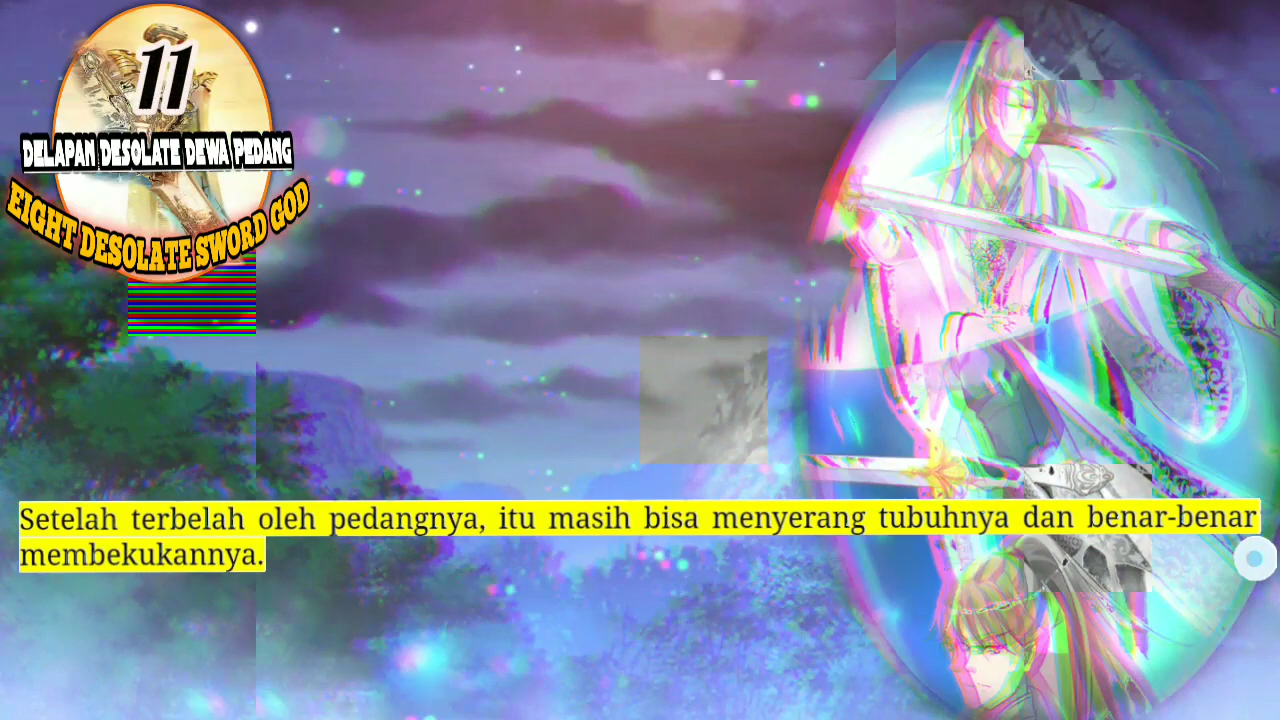 11
DELAPAN DESOLATE DEWA PEDANG
EIGHT DESOLATE SWORD GOD
Setelah terbelah oleh pedangnya, itu masih bisa menyerang tubuhnya dan benar-benar
membekukannya.